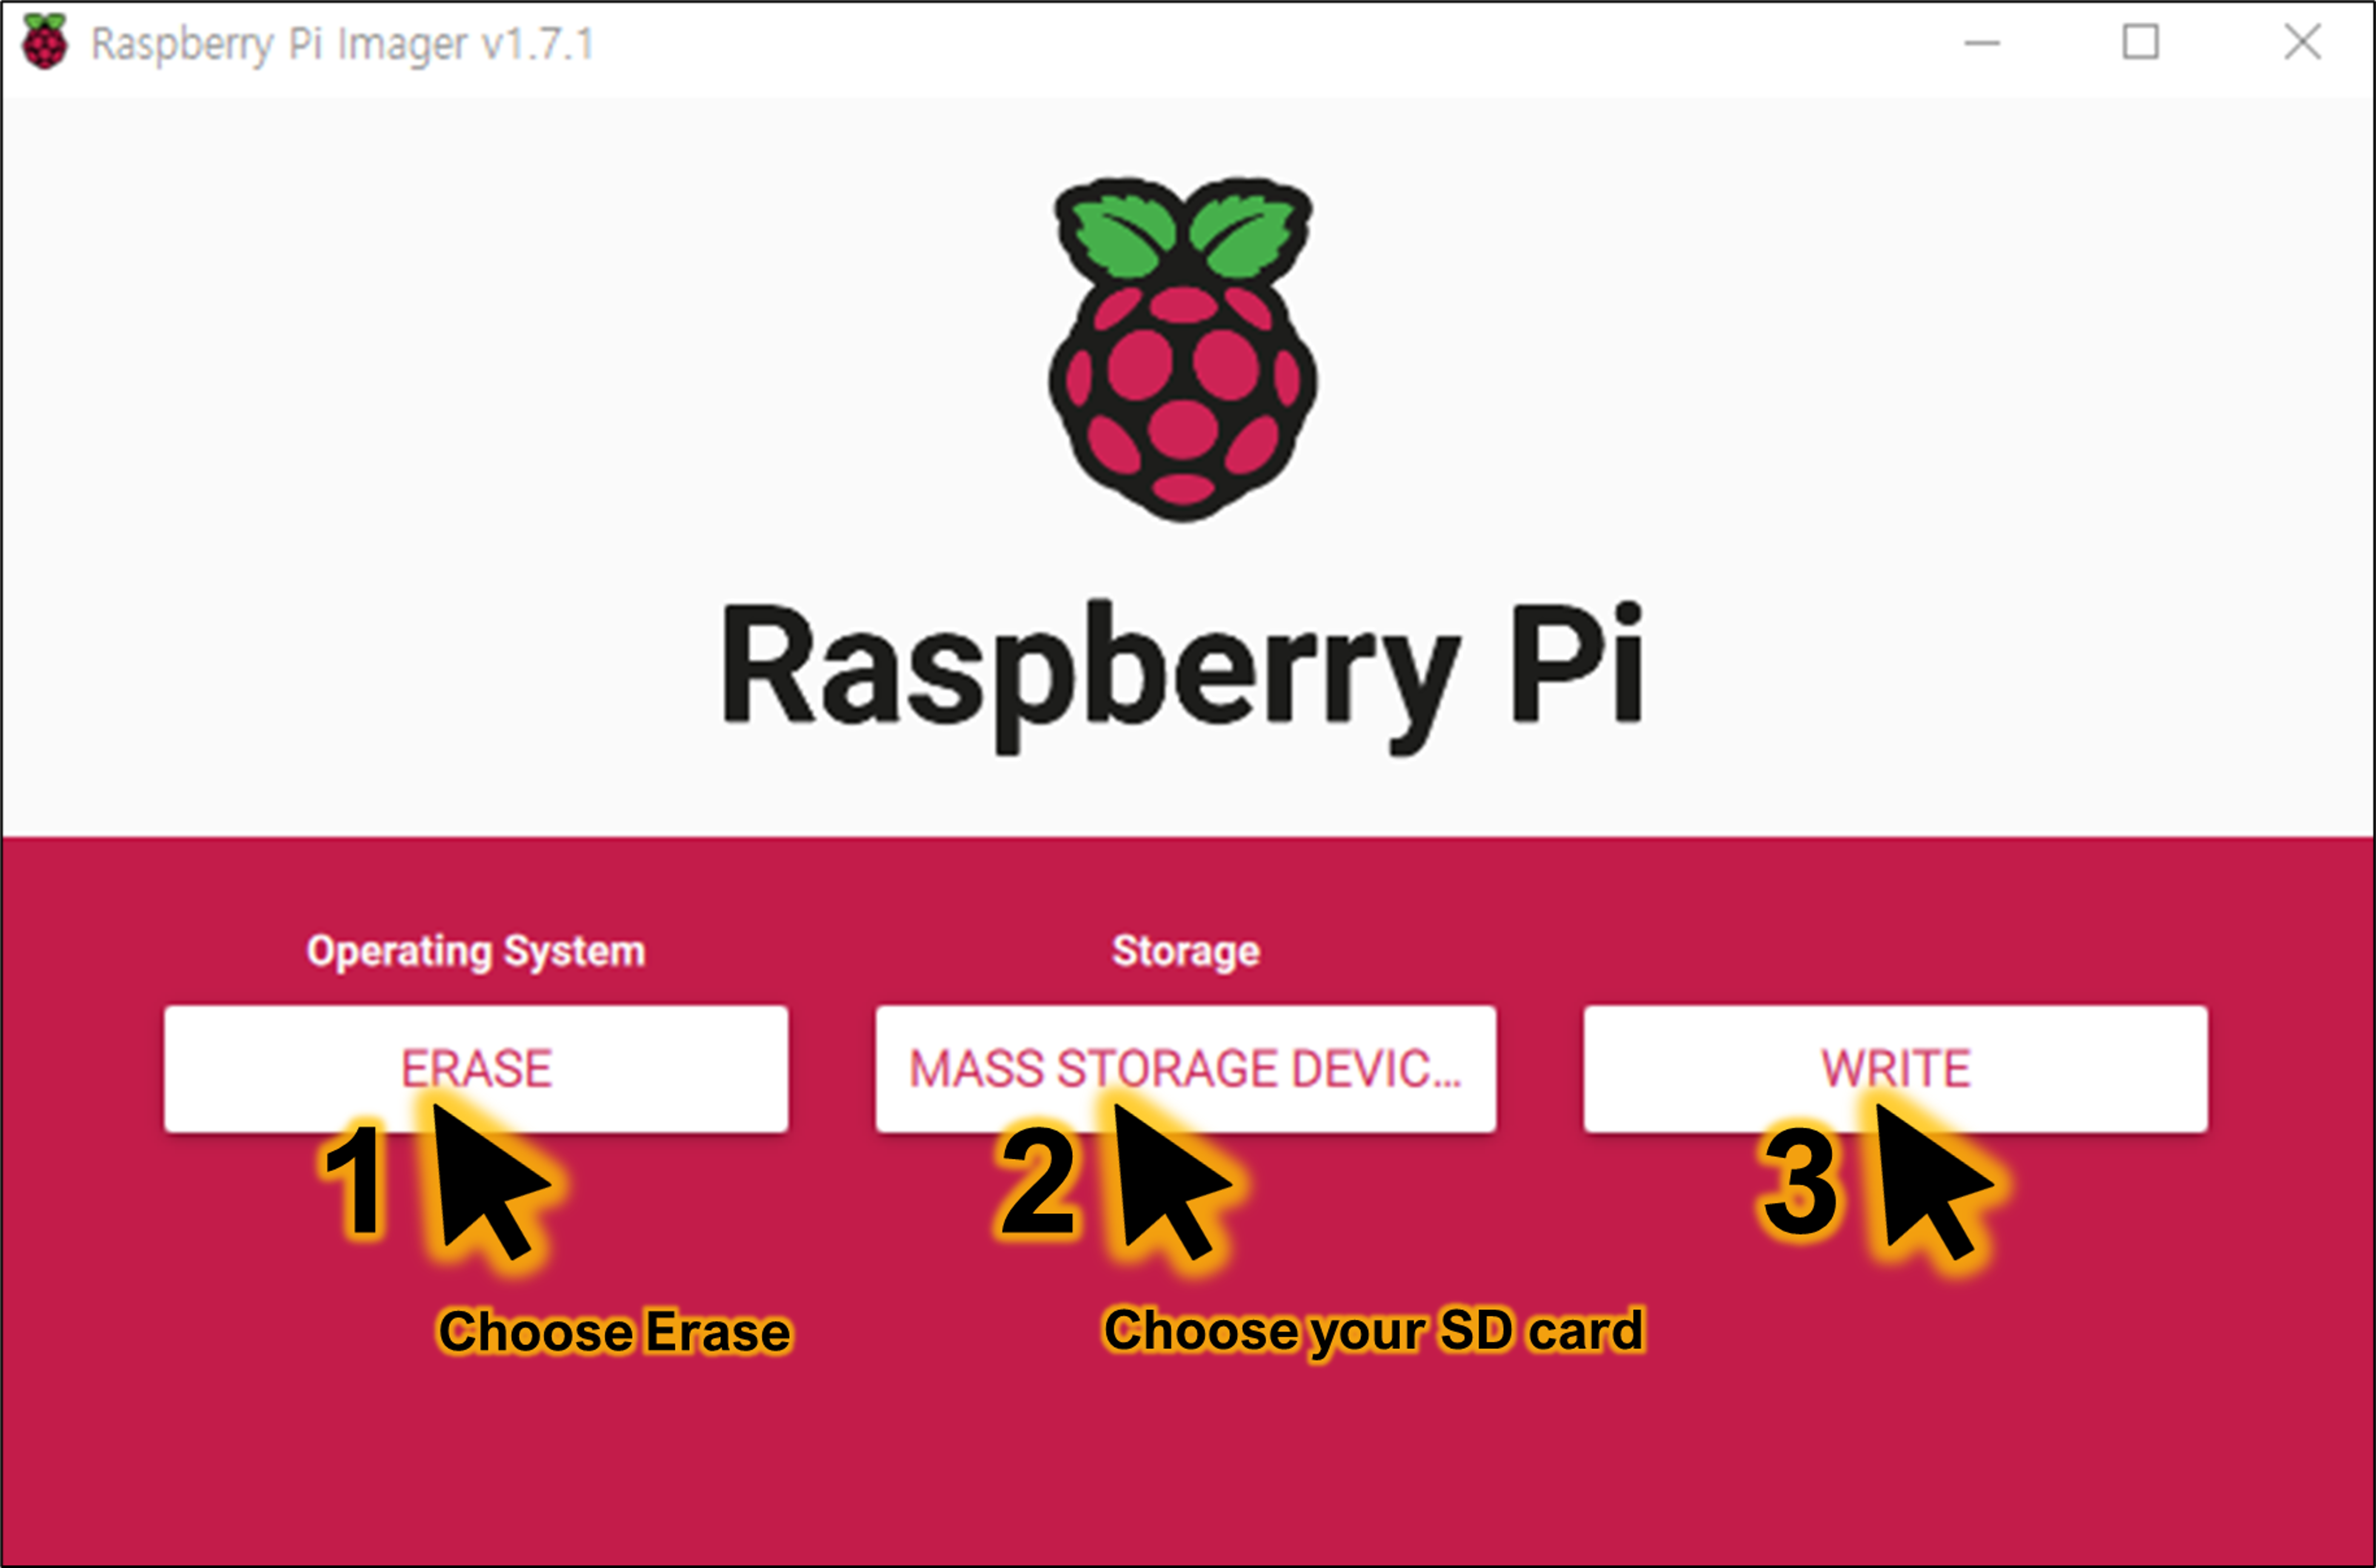 Raspberry Pi Imager v1.7.1
Raspberry Pi
Operating System
Storage
ERASE
MASS STORAGE DEVIC...
WRITE
1
2
3
Choose Erase
Choose your SD card